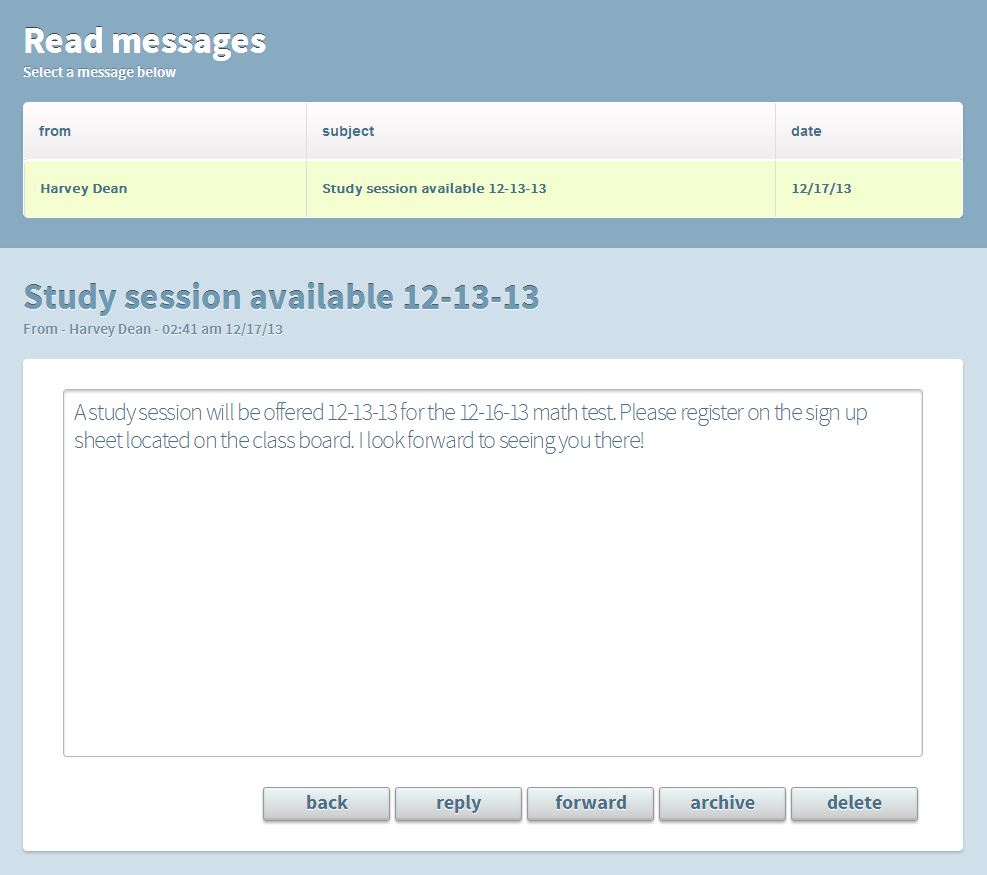 Read messages
Select a message below
from subject date
Harvey Dean Study session available 12-13-13 12/17/13
Study session available 12-13-13
From - Harvey Dean - 02:41 am 12/17/13
A study session will be offered 12-13-13 for the 12-16-13 math test. Please register on the sign up
sheet located on the class board. I look forward to seeing you there!
back reply forward archive delete